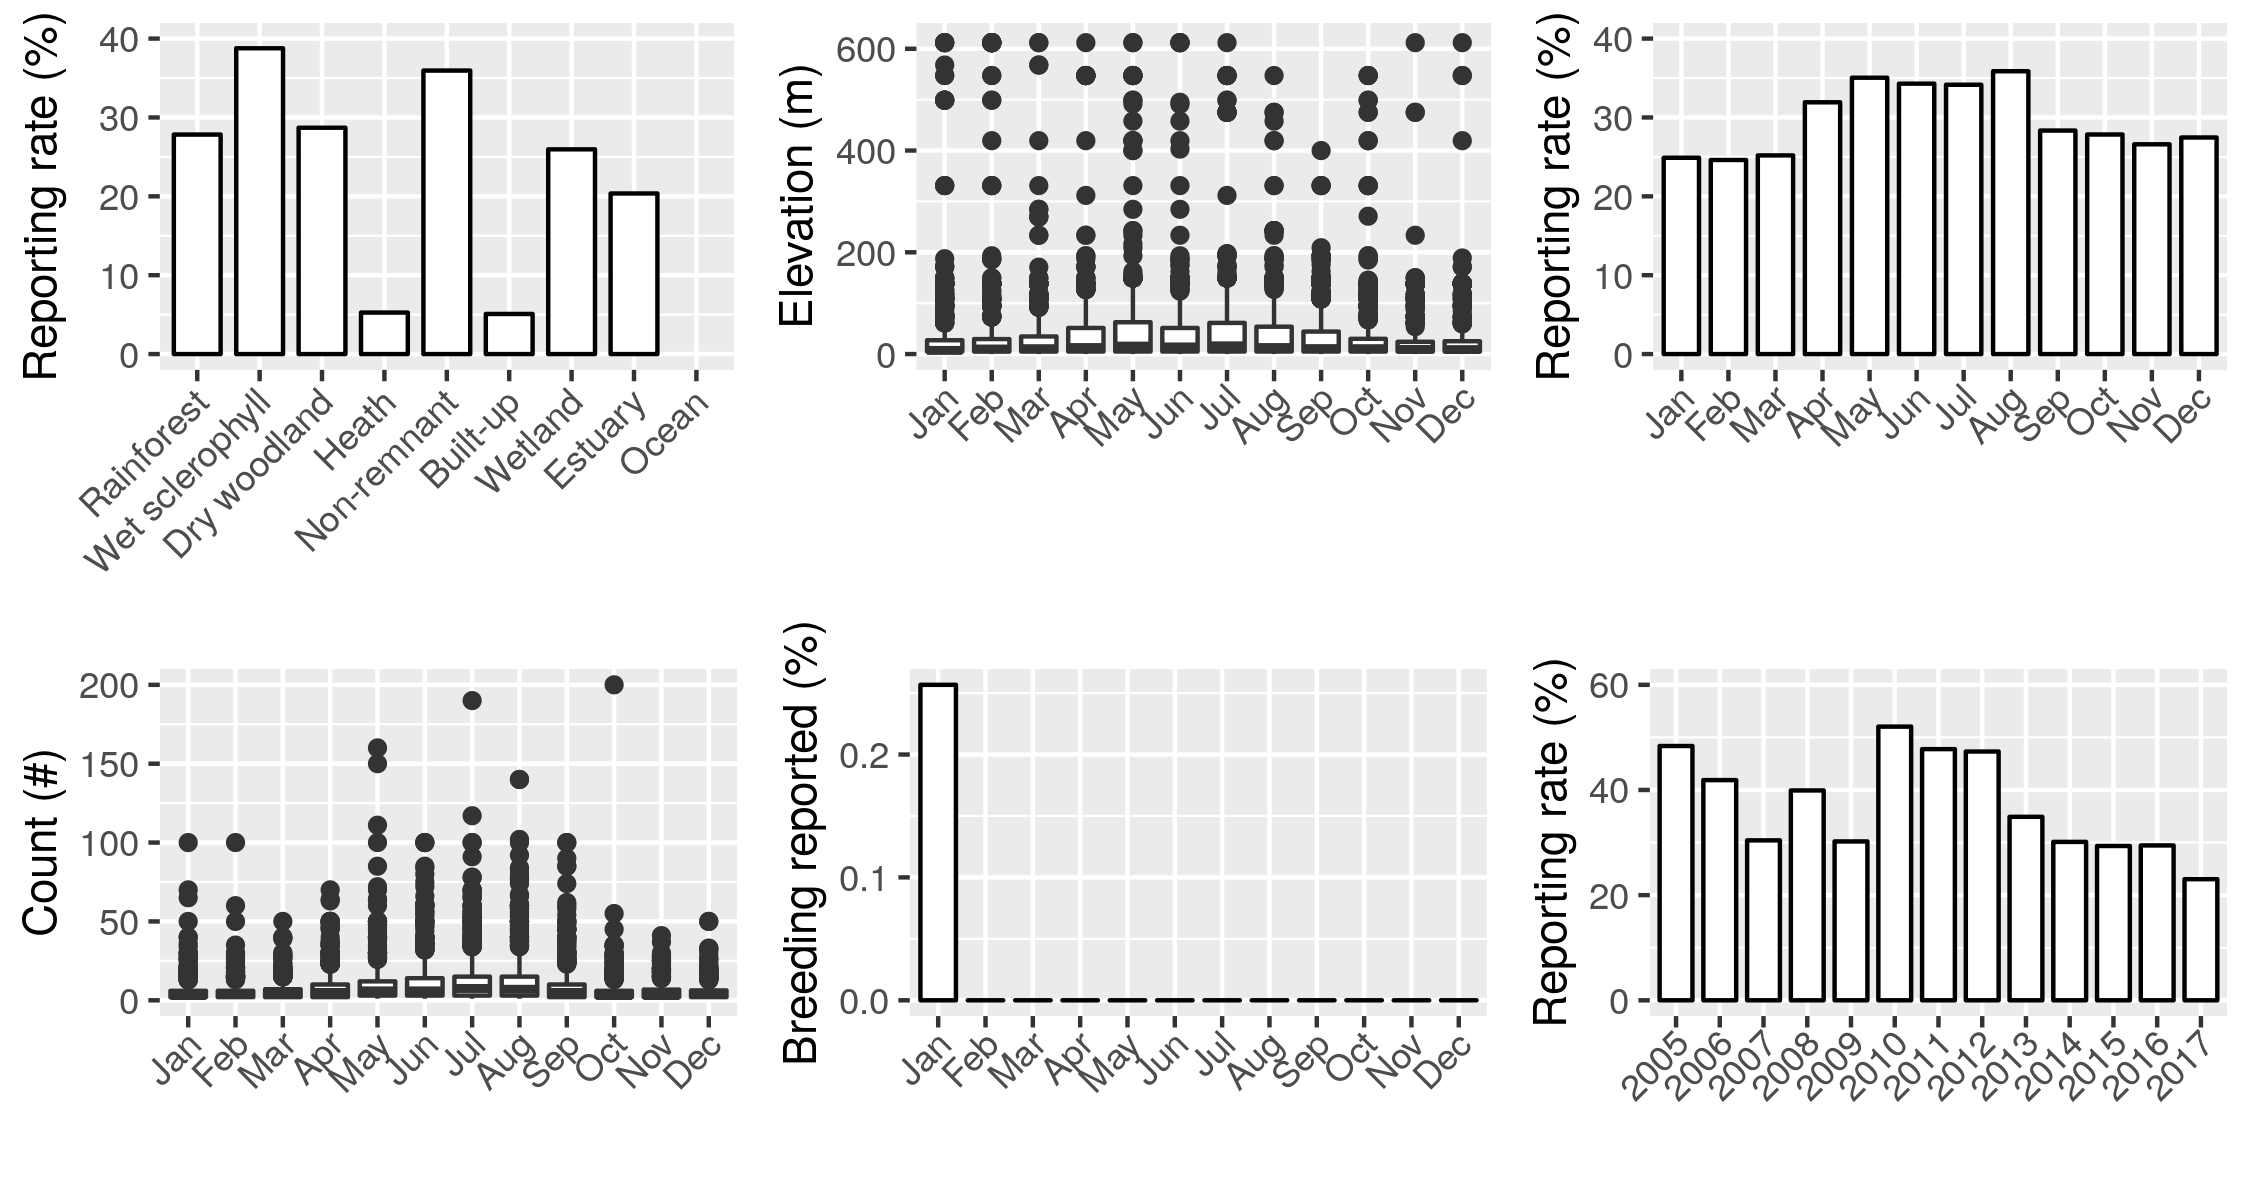 Reporting rate (%)
40
30
20
10
0
Rainforest
Wet sclerophyll
Dry woodland
Heath
Non-remnant
Built-up
Wetland
Estuary
Ocean
Elevation (m)
600
400
200
0
Jan
Feb
Mar
Apr
May
Jun
Jul
Aug
Sep
Oct
Nov
Dec
Reporting rate (%)
40
30
20
10
0
Jan
Feb
Mar
Apr
May
Jun
Jul
Aug
Sep
Oct
Nov
Dec
Count (#)
200
150
100
50
0
Jan
Feb
Mar
Apr
May
Jun
Jul
Aug
Sep
Oct
Nov
Dec
Breeding reported (%)
0.2
0.1
0.0
Jan
Feb
Mar
Apr
May
Jun
Jul
Aug
Sep
Oct
Nov
Dec
Reporting rate (%)
60
40
20
0
2005
2006
2007
2008
2009
2010
2011
2012
2013
2014
2015
2016
2017